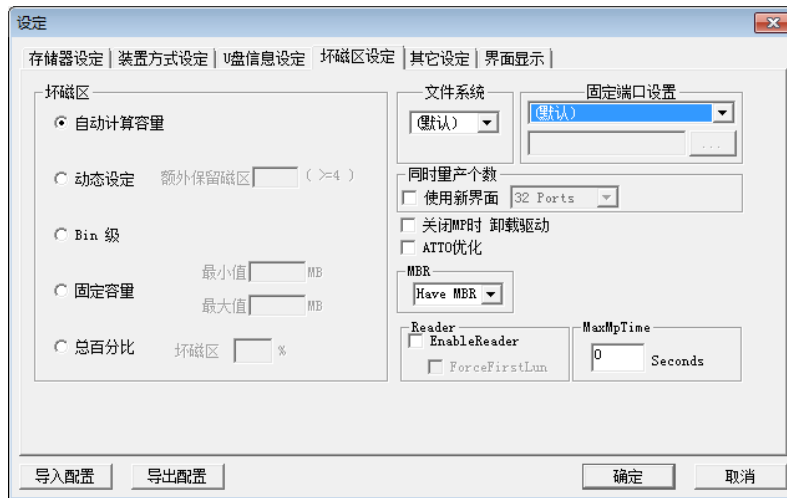 设定
存储器设定 装置方式设定 U盘信息设定 坏磁区设定 其它设定 界面显示
坏磁区
自动计算容量
动态设定 额外保留磁区 ( >=4 )
Bin 级
固定容量
最小值 MB
最大值 MB
总百分比 坏磁区 %
文件系统
(默认)
固定端口设置
(默认)
...
同时量产个数
使用新界面 32 Ports
关闭MP时 卸载驱动
ATTO优化
MBR
Have MBR
Reader
EnableReader
ForceFirstLun
MaxMpTime
0 Seconds
导入配置 导出配置 确定 取消